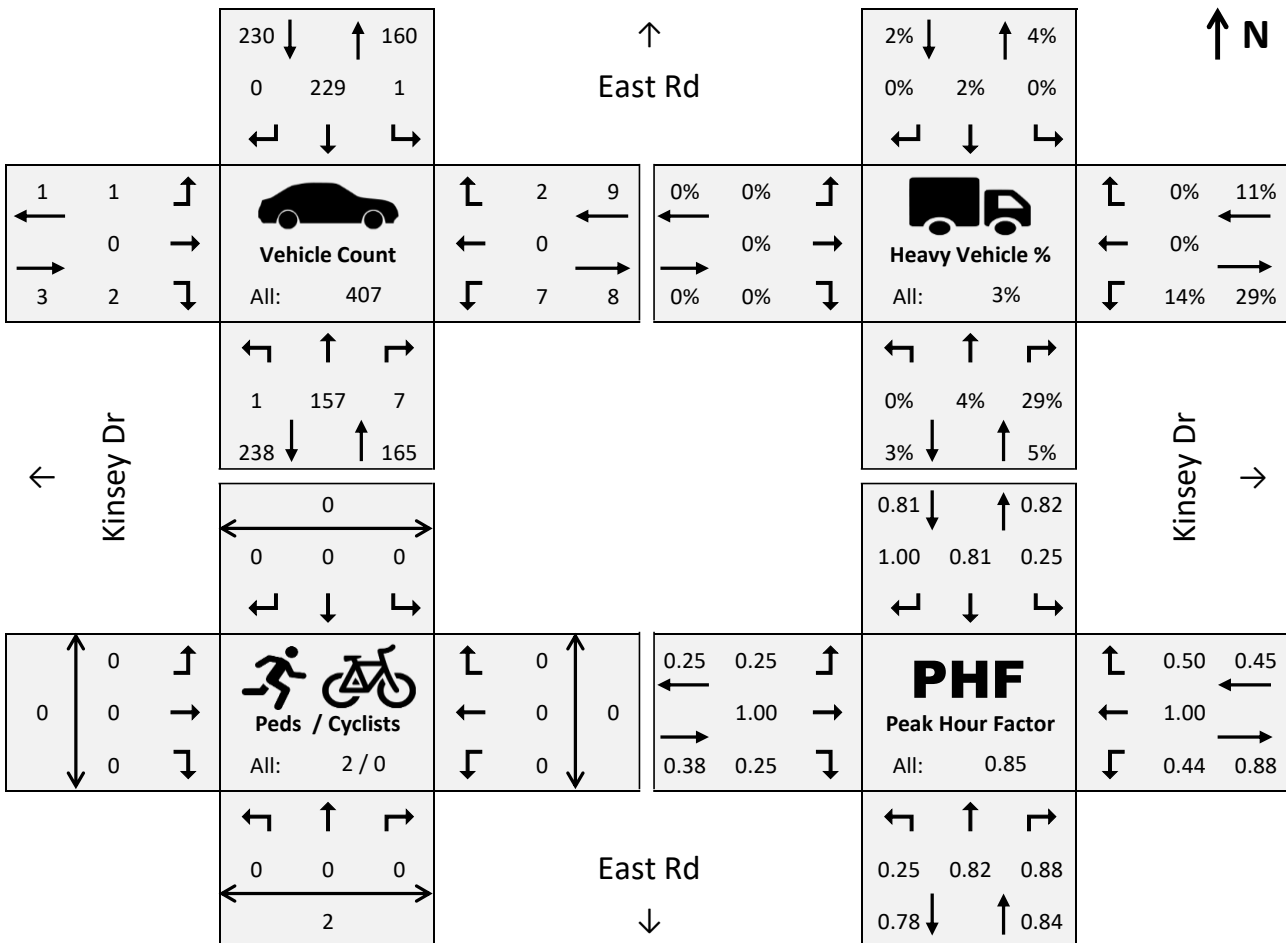 230 160 2% 4% N
East Rd
0 229 1 0% 2% 0%
1 1 2 9 0% 0% 0% 11%
0 Vehicle Count 0 0% Heavy Vehicle % 0%
3 2 All: 407 7 8 0% 0% All: 3% 14% 29%
1 157 7 0% 4% 29%
238 165 3% 5%
Kinsey Dr
Kinsey Dr
0 0.81 0.82
0 0 0 1.00 0.81 0.25
0 0 0.25 0.25 PHF 0.50 0.45
0 0 Peds / Cyclists 0 0 1.00 Peak Hour Factor 1.00
0 All: 2 / 0 0 0.38 0.25 All: 0.85 0.44 0.88
0 0 0 East Rd 0.25 0.82 0.88
2 0.78 0.84